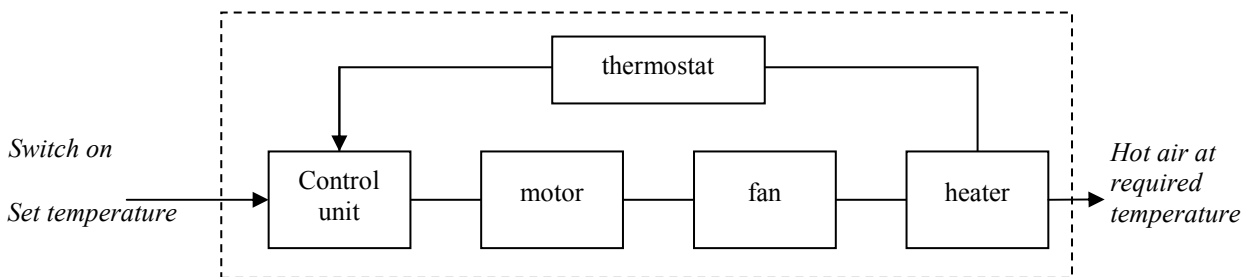 thermostat
Switch on
Set temperature
Control
unit
motor
fan
heater
Hot air at
required
temperature